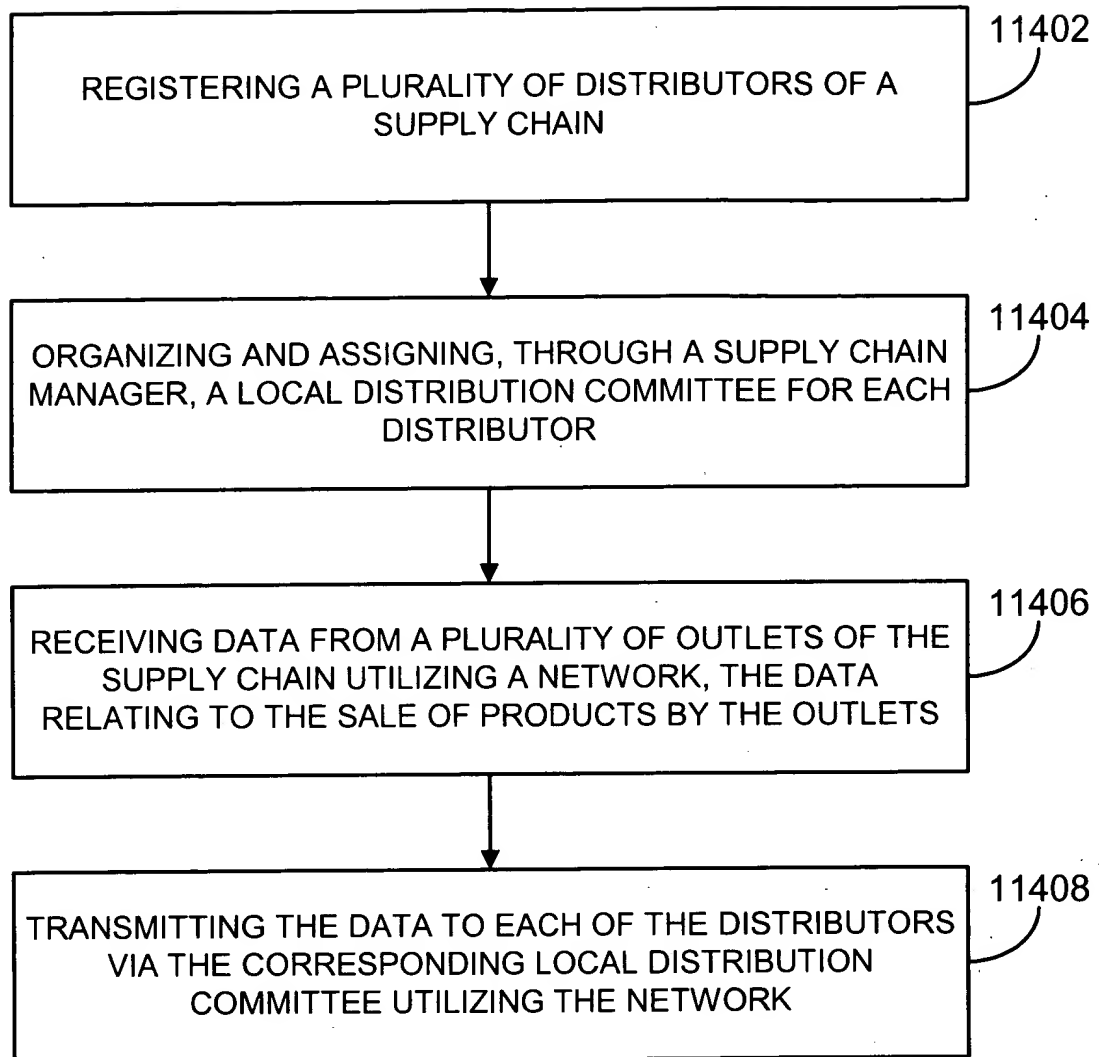 11402
REGISTERING A PLURALITY OF DISTRIBUTORS OF A
SUPPLY CHAIN
11404
ORGANIZING AND ASSIGNING, THROUGH A SUPPLY CHAIN
MANAGER, A LOCAL DISTRIBUTION COMMITTEE FOR EACH
DISTRIBUTOR
11406
RECEIVING DATA FROM A PLURALITY OF OUTLETS OF THE
SUPPLY CHAIN UTILIZING A NETWORK, THE DATA
RELATING TO THE SALE OF PRODUCTS BY THE OUTLETS
11408
TRANSMITTING THE DATA TO EACH OF THE DISTRIBUTORS
VIA THE CORRESPONDING LOCAL DISTRIBUTION
COMMITTEE UTILIZING THE NETWORK